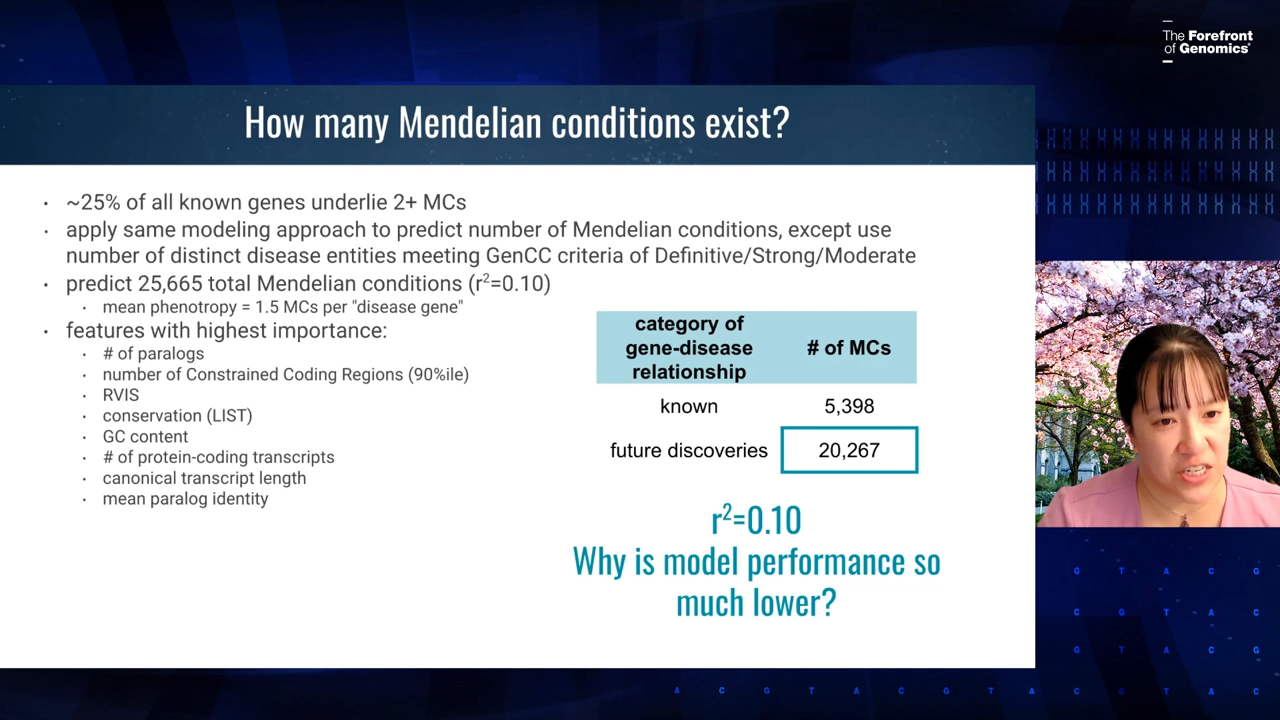 The Forefront
of Genomics®
How many Mendelian conditions exist?
· ~25% of all known genes underlie 2+ MCs
· apply same modeling approach to predict number of Mendelian conditions, except use
number of distinct disease entities meeting GenCC criteria of Definitive/Strong/Moderate
· predict 25,665 total Mendelian conditions (r²=0.10)
· mean phenotropy = 1.5 MCs per "disease gene"
· features with highest importance:
· # of paralogs
· number of Constrained Coding Regions (90%ile)
· RVIS
· conservation (LIST)
· GC content
· # of protein-coding transcripts
· canonical transcript length
· mean paralog identity
category of
gene-disease
relationship
# of MCs
known 5,398
future discoveries 20,267
r²=0.10
Why is model performance so
much lower?
G T A C G
C G T A C
G T A C G
A C G T A C G T A C G T A C